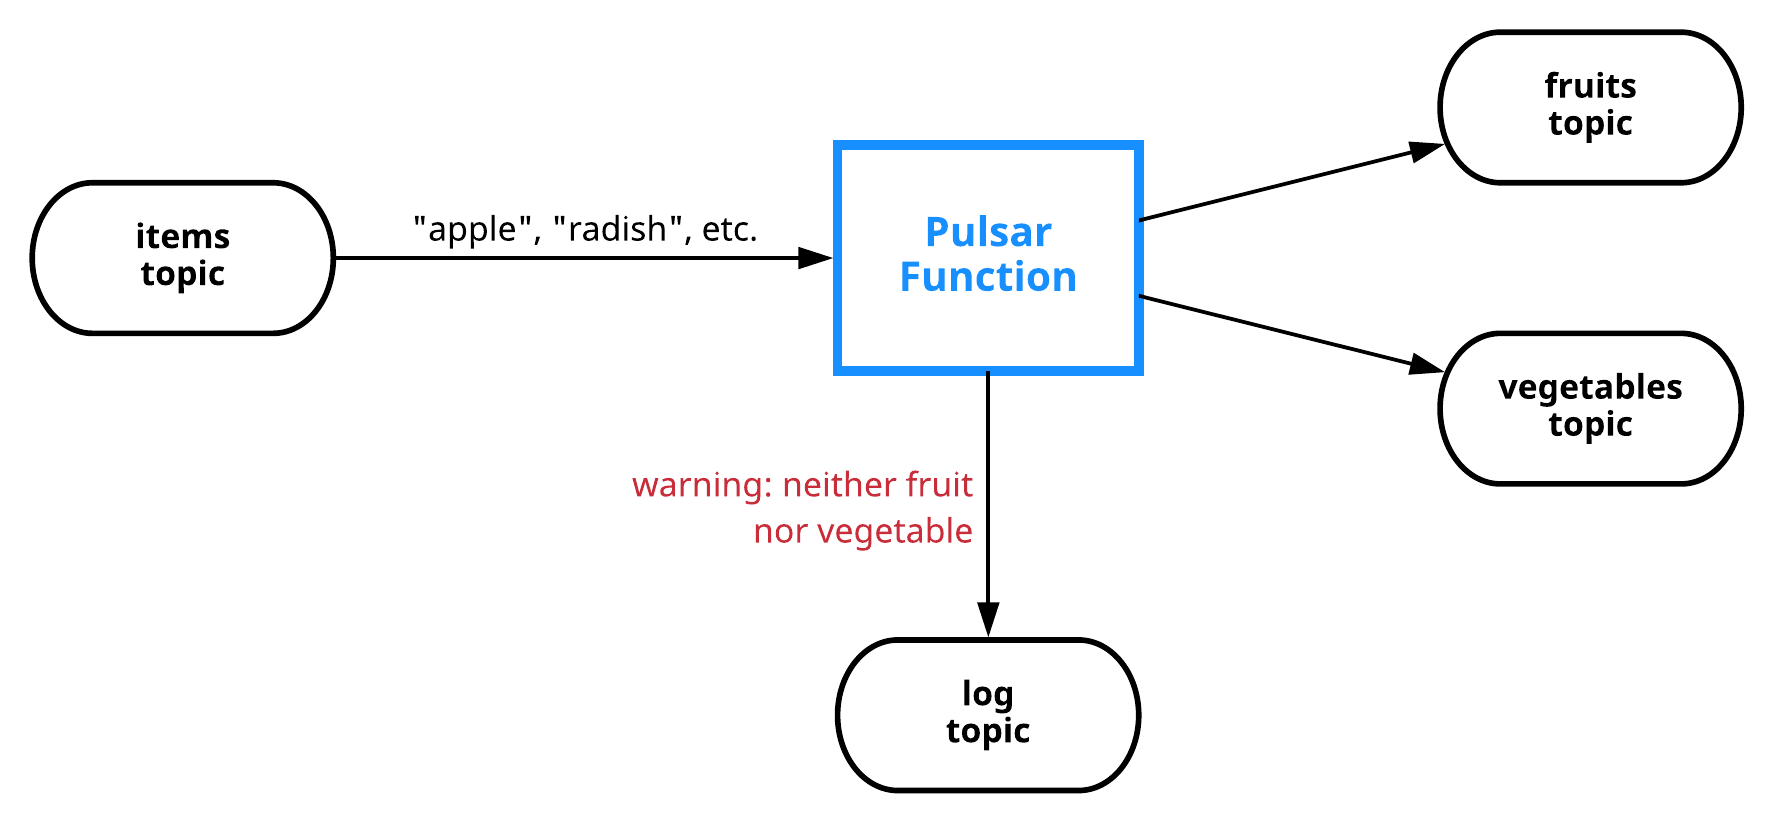 items
topic
"apple", "radish", etc.
Pulsar
Function
fruits
topic
vegetables
topic
warning: neither fruit
nor vegetable
log
topic